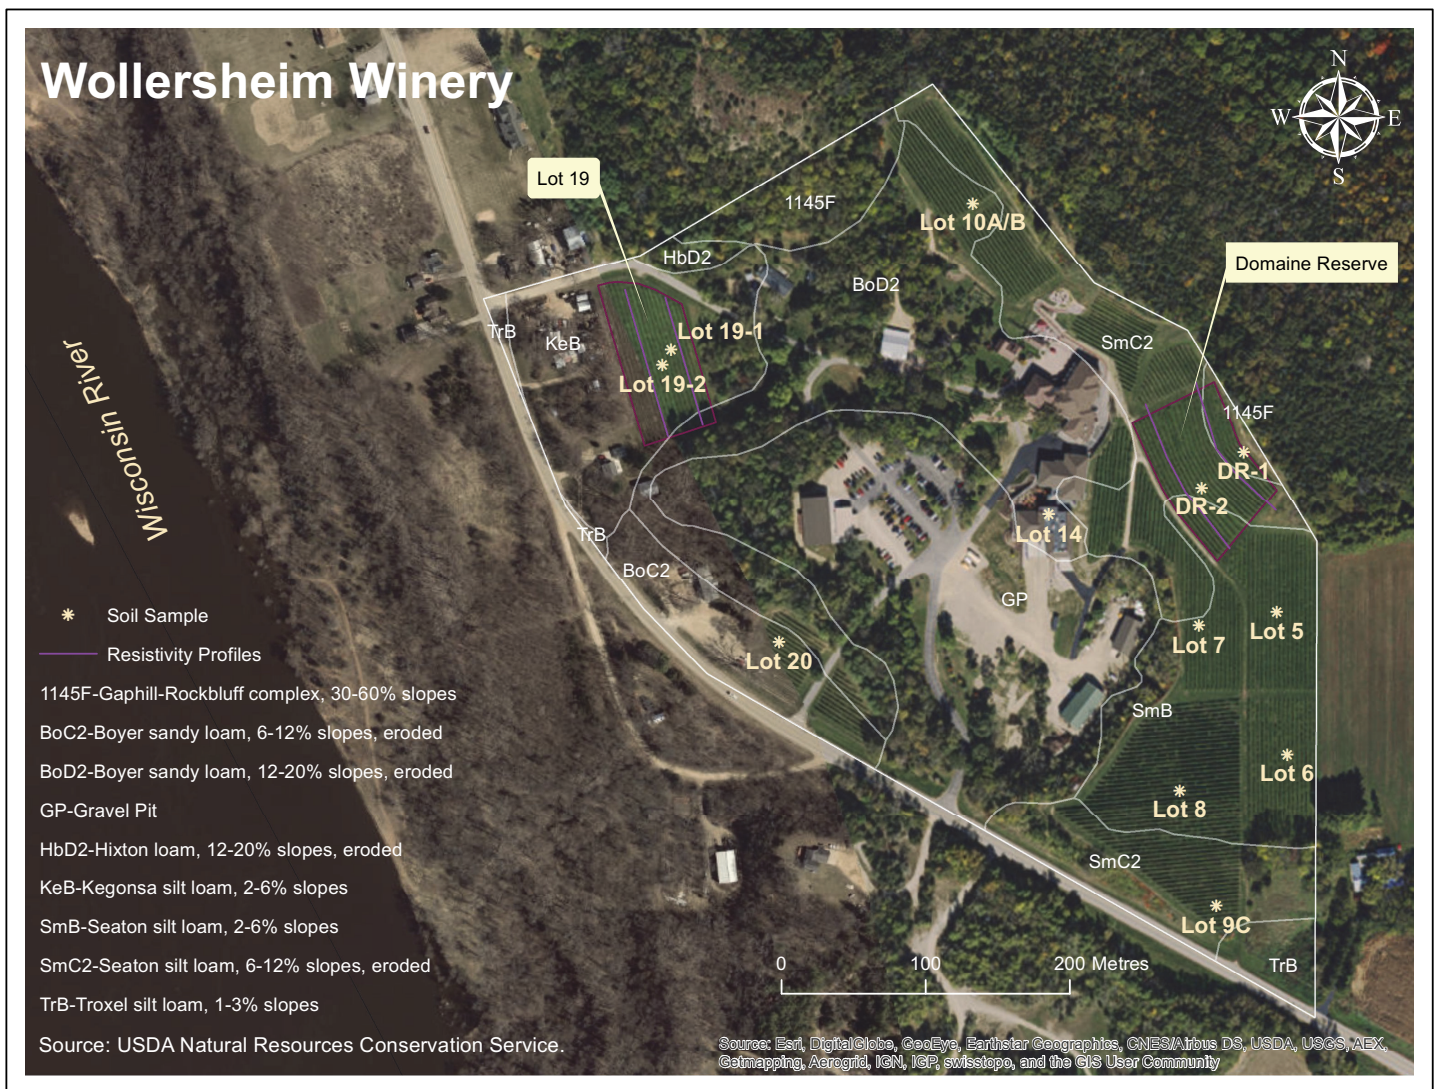 Wollersheim Winery
N
W E
S
Lot 19
1145F
Lot 10A/B
HbD2
Domaine Reserve
BoD2
TrB
KeB
Lot 19-1
Lot 19-2
SmC2
1145F
DR-1
DR-2
Wisconsin River
Lot 14
TrB
BoC2
GP
Lot 20
Lot 7
Lot 5
SmB
Lot 6
Lot 8
SmC2
Lot 9C
TrB
0 100 200 Metres
Soil Sample
Resistivity Profiles
1145F-Gaphill-Rockbluff complex, 30-60% slopes
BoC2-Boyer sandy loam, 6-12% slopes, eroded
BoD2-Boyer sandy loam, 12-20% slopes, eroded
GP-Gravel Pit
HbD2-Hixton loam, 12-20% slopes, eroded
KeB-Kegonsa silt loam, 2-6% slopes
SmB-Seaton silt loam, 2-6% slopes
SmC2-Seaton silt loam, 6-12% slopes, eroded
TrB-Troxel silt loam, 1-3% slopes
Source: USDA Natural Resources Conservation Service.
Source: Esri, DigitalGlobe, GeoEye, Earthstar Geographics, CNES/Airbus DS, USDA, USGS, AEX,
Getmapping, Aerogrid, IGN, IGP, swisstopo, and the GIS User Community